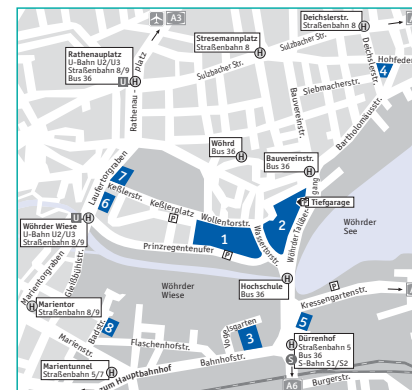 A3
Deichslerstr.
Straßenbahn 8
Stresemannplatz
Straßenbahn 8
Rathenauplatz
U-Bahn U2/U3
Straßenbahn 8/9
Bus 36
U
H
H
H
Rathenau-
platz
Sulzbacher Str.
Sulzbacher Str.
Deichslerstr.
Hohfeder
4
Siebmacherstr.
Bartholomäusstr.
Bauvereinstr.
Wöhrd
Bus 36
H
Bauvereinstr.
Bus 36
H
Laufertorgraben
7
6
Keßlerstr.
Keßlerplatz
P
Wollentorstr.
Wassertorstr.
Wöhrder Talübergang
2
P
Tiefgarage
Wöhrder
See
U
H
Wöhrder Wiese
U-Bahn U2/U3
Straßenbahn 8/9
Prinzregentenufer
P
1
Marientorgraben
Gleißbühlstr.
Wöhrder
Wiese
Hochschule
Bus 36
H
P
Kressengartenstr.
H
Marientor
Straßenbahn 8/9
Badstr.
8
Marienstr.
Flaschenhofstr.
Vogelsgarten
3
5
H
S
Dürrenhof
Straßenbahn 5
Bus 36
S-Bahn S1/S2
Marientunnel
Straßenbahn 5/7
H
Bahnhofstr.
zum Hauptbahnhof
A6
Burgerstr.